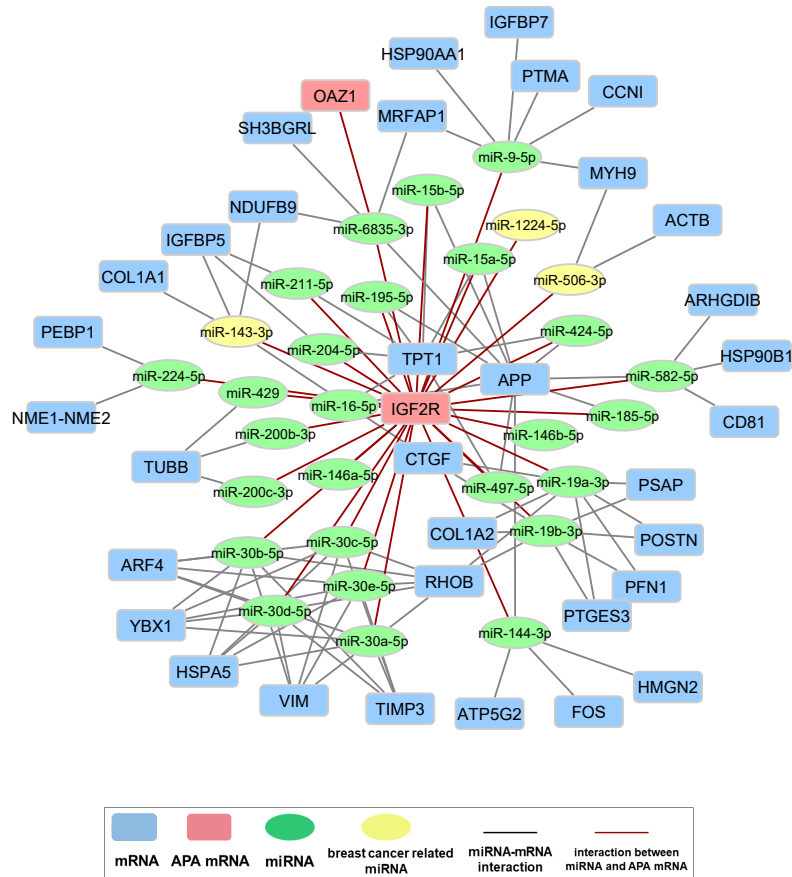 IGFBP7
HSP90AA1
PTMA
OAZ1
CCNI
MRFAP1
SH3BGRL
miR-9-5p
MYH9
miR-15b-5p
NDUFB9
miR-6835-3p
miR-1224-5p
ACTB
IGFBP5
miR-15a-5p
COL1A1
miR-211-5p
miR-195-5p
miR-506-3p
ARHGDIB
PEBP1
miR-143-3p
miR-204-5p
TPT1
miR-424-5p
HSP90B1
miR-224-5p
APP
miR-582-5p
miR-429
miR-16-5p
IGF2R
miR-185-5p
NME1-NME2
CD81
miR-200b-3p
miR-146b-5p
TUBB
CTGF
miR-146a-5p
miR-200c-3p
miR-497-5p
miR-19a-3p
PSAP
COL1A2
miR-19b-3p
POSTN
miR-30c-5p
miR-30b-5p
ARF4
miR-30e-5p
RHOB
PFN1
miR-30d-5p
PTGES3
YBX1
miR-30a-5p
miR-144-3p
HSPA5
HMGN2
VIM
TIMP3
ATP5G2
FOS
mRNA
APA mRNA
miRNA
breast cancer related
miRNA
miRNA-mRNA
interaction
interaction between
miRNA and APA mRNA